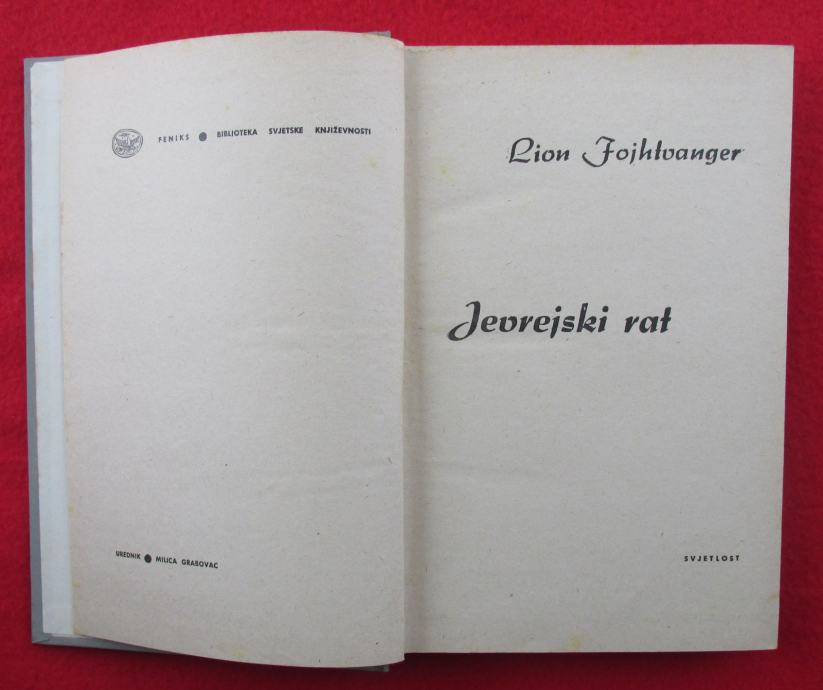 FENIKS ● BIBLIOTEKA SVJETSKE KNJIŽEVNOSTI
UREDNIK ● MILICA GRABOVAC
Lion Fojhtvanger
Jevrejski rat
SVJETLOST